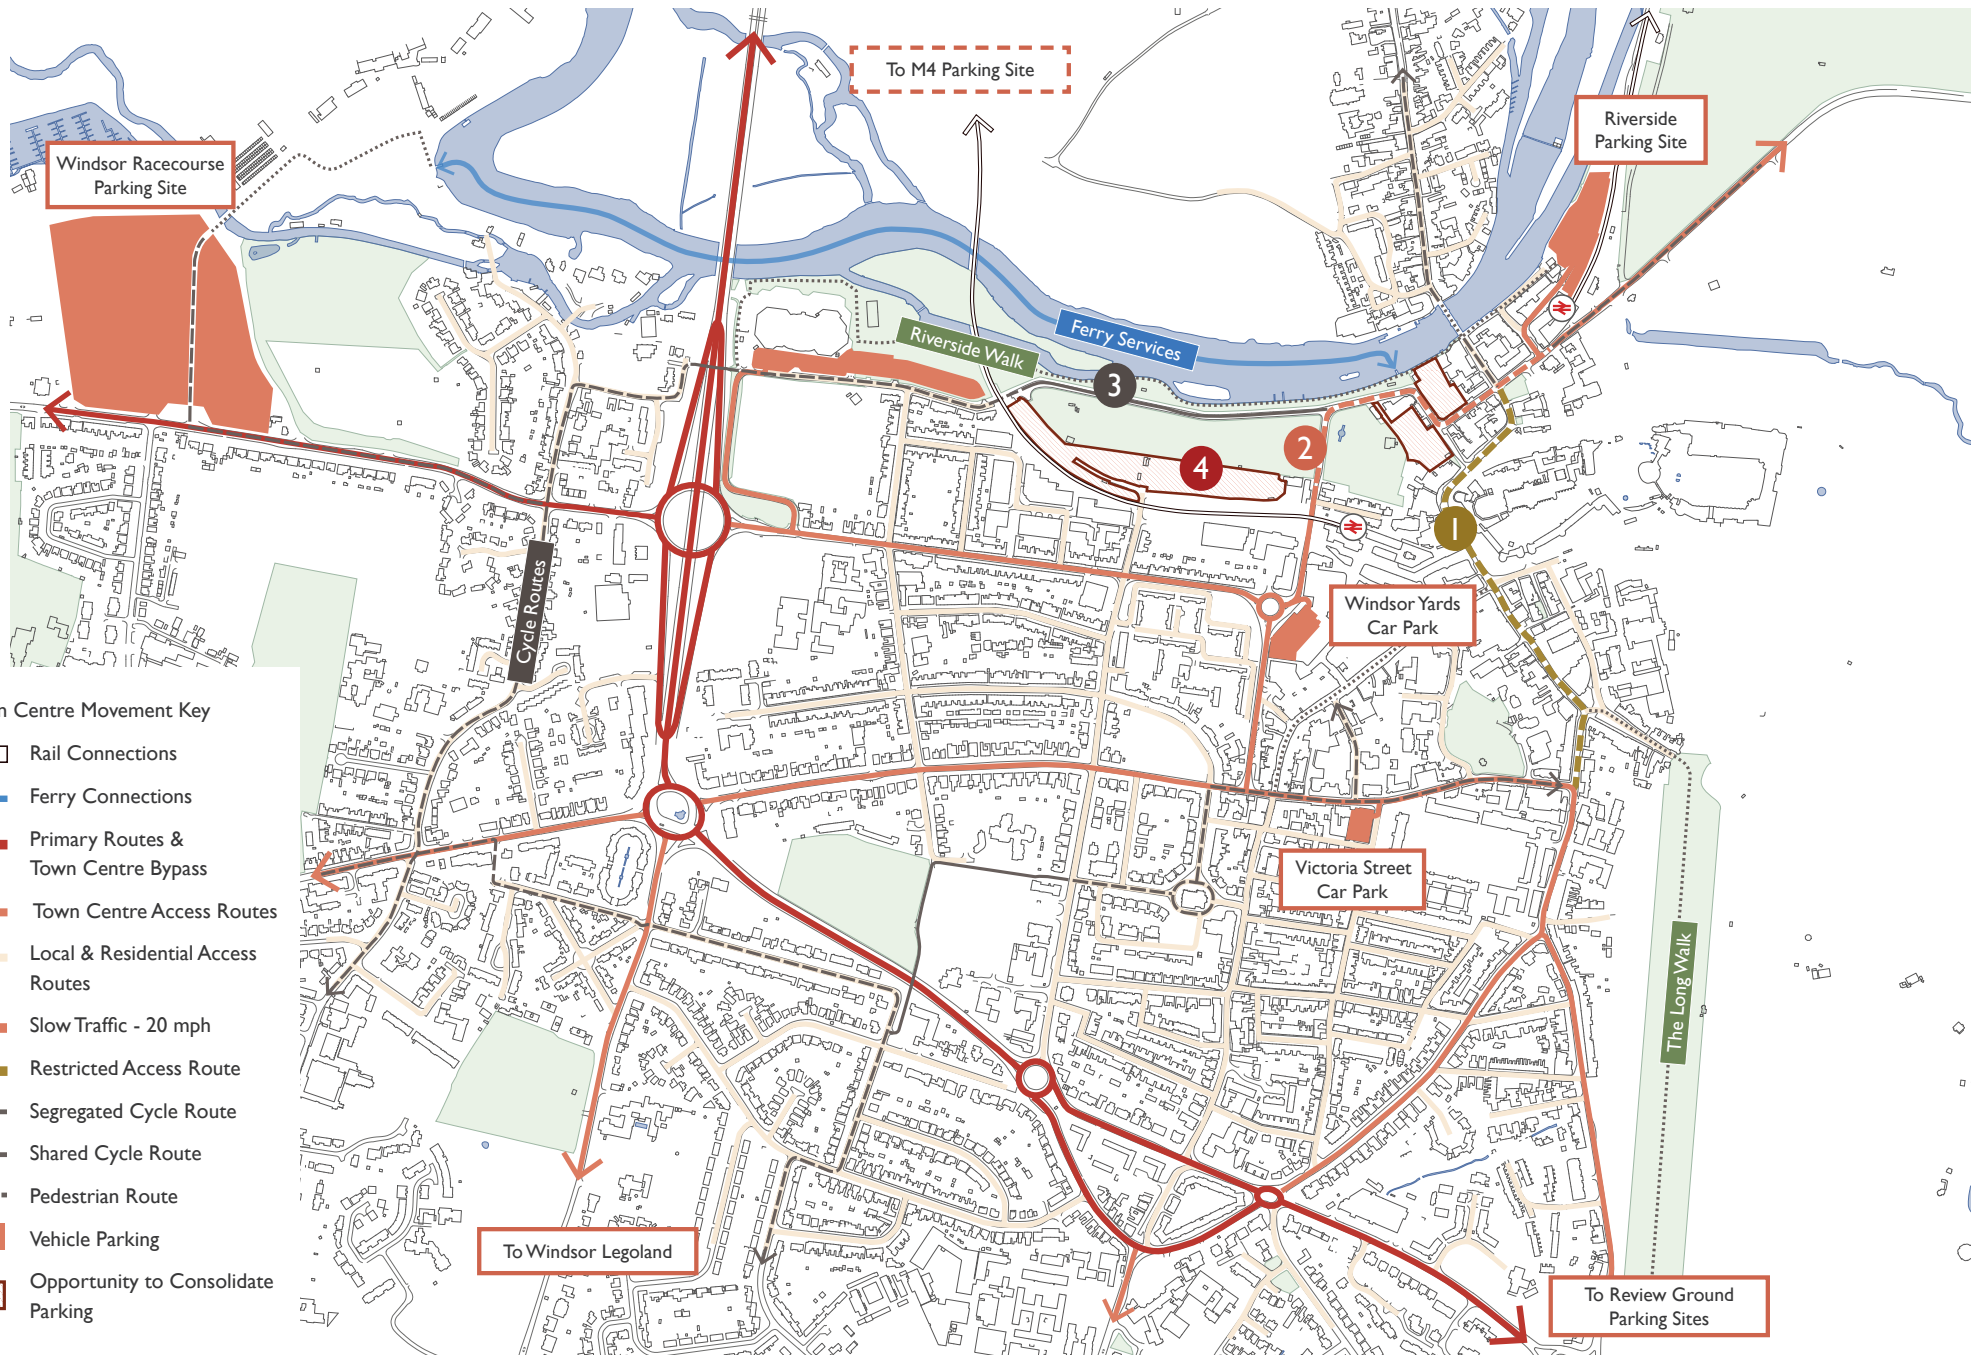 To M4 Parking Site
Riverside
Parking Site
Windsor Racecourse
Parking Site
Riverside Walk
Ferry Services
3
2
4
1
Cycle Routes
Windsor Yards
Car Park
Victoria Street
Car Park
The Long Walk
To Windsor Legoland
To Review Ground
Parking Sites
Centre Movement Key
Rail Connections
Ferry Connections
Primary Routes &
Town Centre Bypass
Town Centre Access Routes
Local & Residential Access
Routes
Slow Traffic - 20 mph
Restricted Access Route
Segregated Cycle Route
Shared Cycle Route
Pedestrian Route
Vehicle Parking
Opportunity to Consolidate
Parking